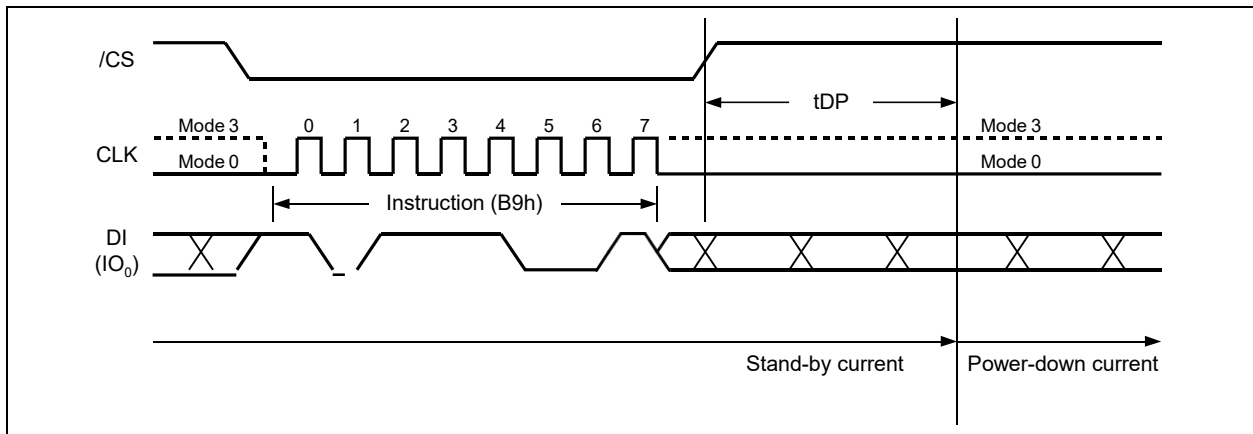 /CS
tDP
Mode 3
0 1 2 3 4 5 6 7
Mode 3
CLK
Mode 0
Mode 0
Instruction (B9h)
DI
(IO₀)
Stand-by current
Power-down current